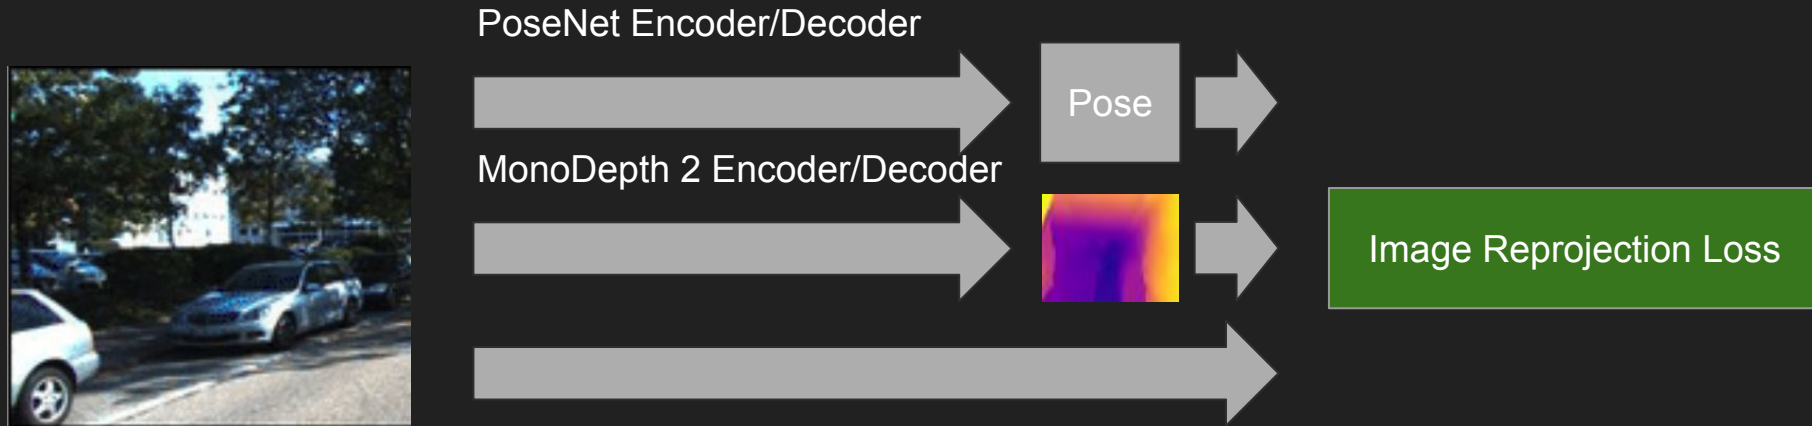 PoseNet Encoder/Decoder
Pose
MonoDepth 2 Encoder/Decoder
Image Reprojection Loss